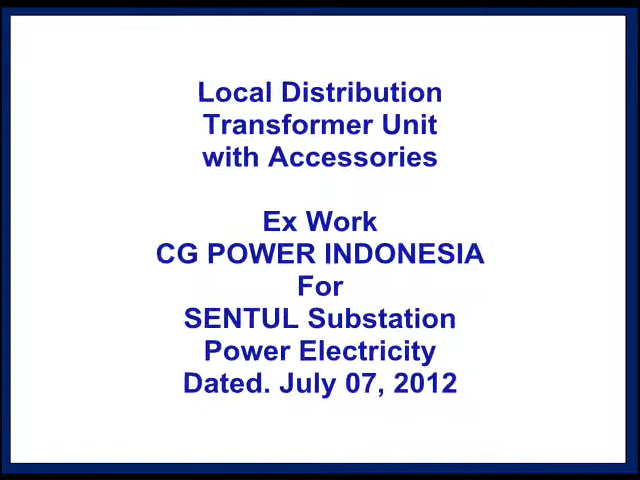 Local Distribution
Transformer Unit
with Accessories
Ex Work
CG POWER INDONESIA
For
SENTUL Substation
Power Electricity
Dated. July 07, 2012